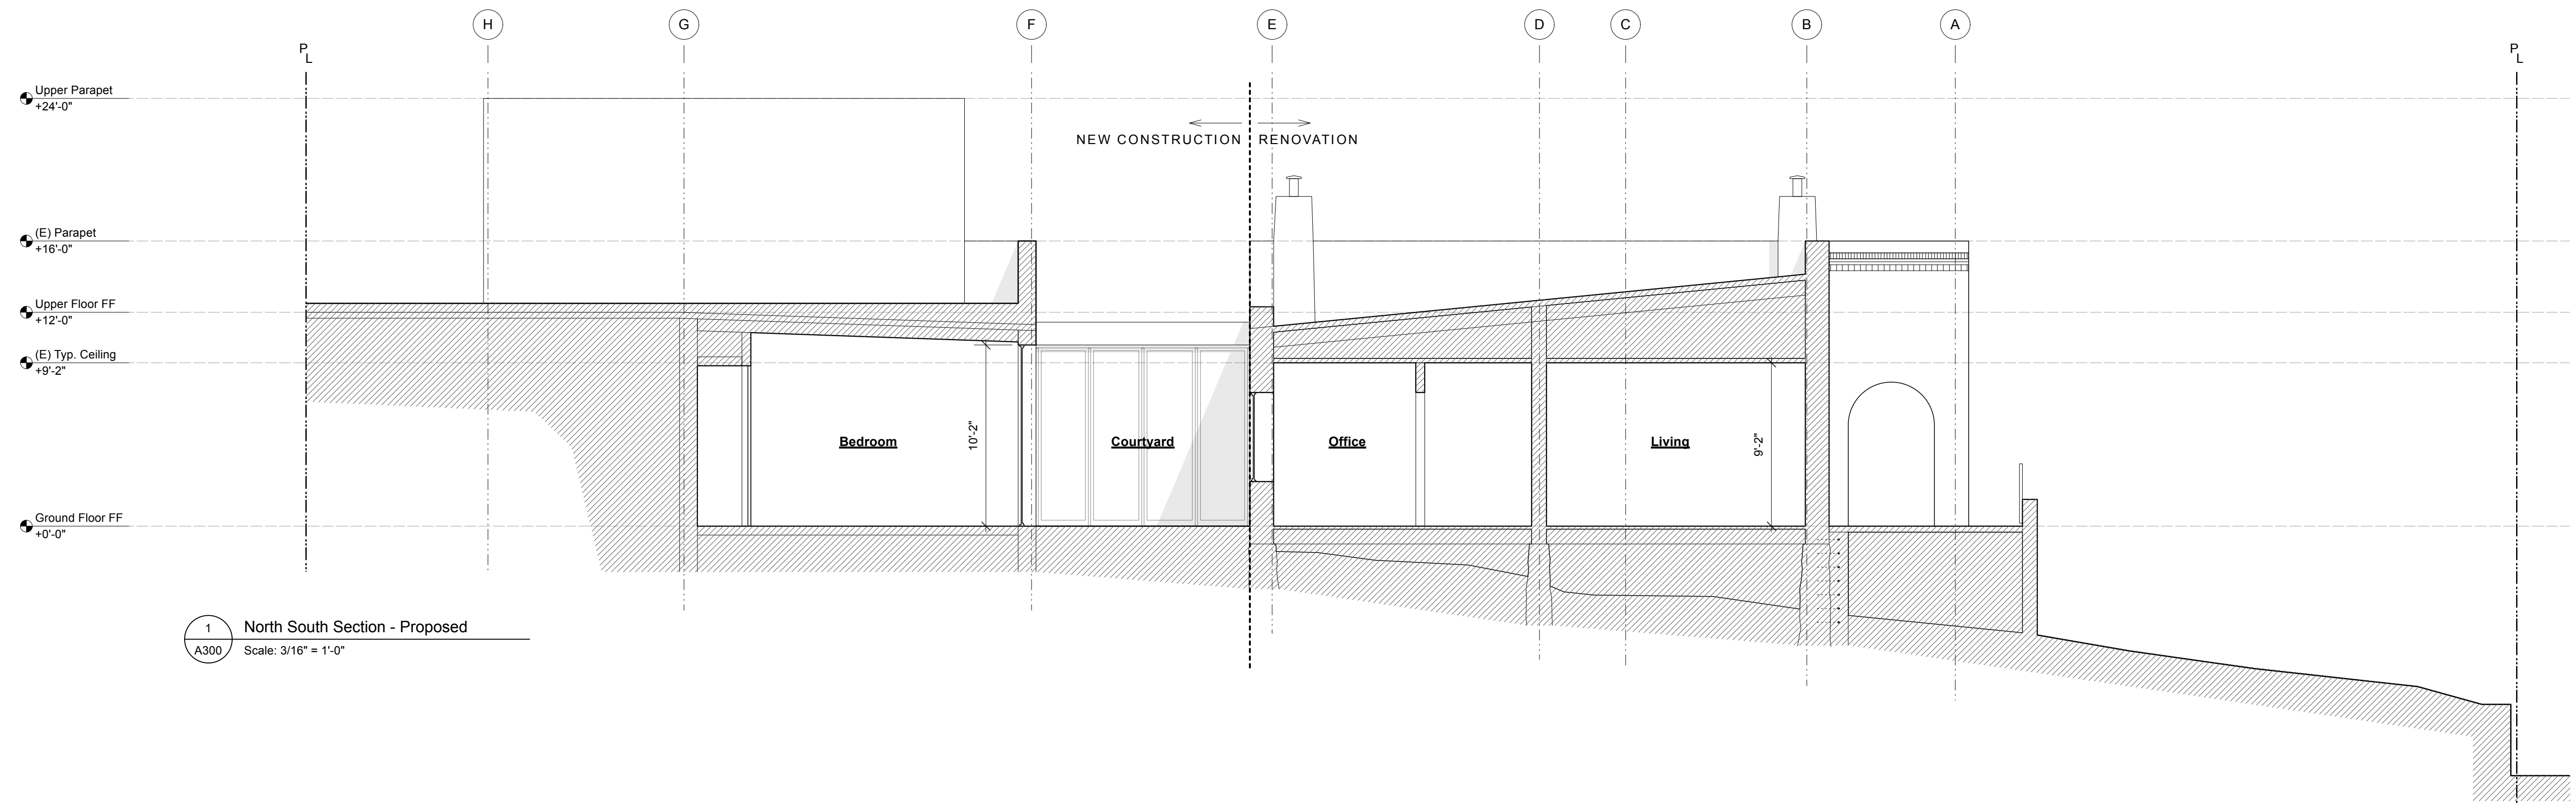 H
G
F
E
D
C
B
A
PL
PL
Upper Parapet
+24'-0"
NEW CONSTRUCTION
RENOVATION
(E) Parapet
+16'-0"
Upper Floor FF
+12'-0"
(E) Typ. Ceiling
+9'-2"
Bedroom
10'-2"
Courtyard
Office
Living
9'-2"
Ground Floor FF
+0'-0"
1
A300
North South Section - Proposed
Scale: 3/16" = 1'-0"